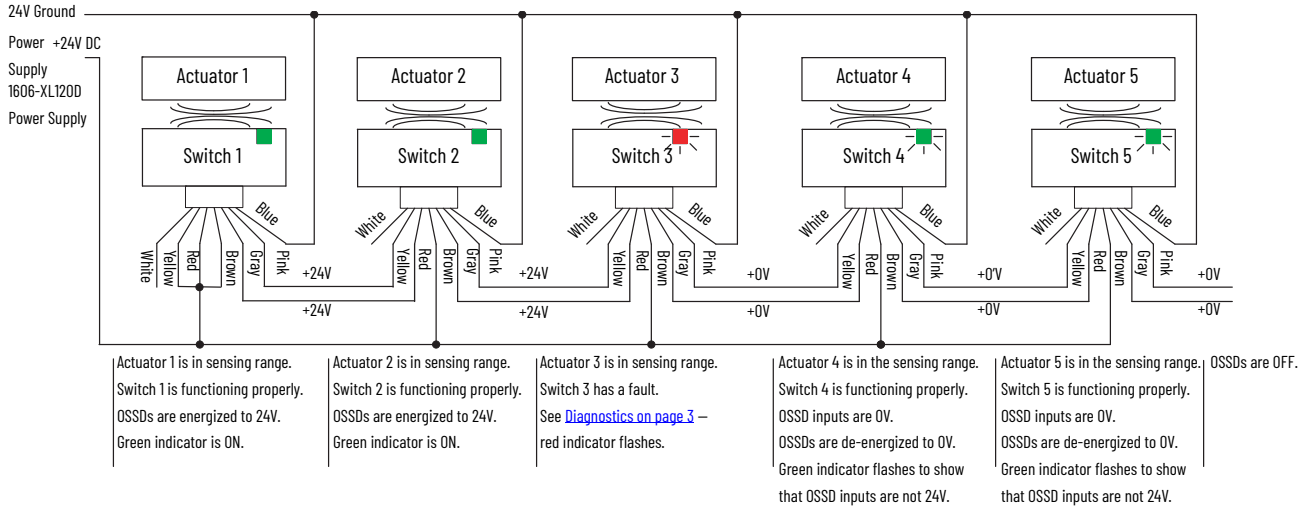 24V Ground
Power +24V DC
Supply
1606-XL120D
Power Supply
Actuator 1
Actuator 2
Actuator 3
Actuator 4
Actuator 5
Switch 1
Switch 2
Switch 3
Switch 4
Switch 5
White
Yellow
Red
Brown
Gray
Pink
Blue
White
Yellow
Red
Brown
Gray
Pink
Blue
White
Yellow
Red
Brown
Gray
Pink
Blue
White
Yellow
Red
Brown
Gray
Pink
Blue
White
Yellow
Red
Brown
Gray
Pink
Blue
+24V
+24V
+0V
+0'V
+0V
+24V
+24V
+0V
+0V
+0V
Actuator 1 is in sensing range.
Switch 1 is functioning properly.
OSSDs are energized to 24V.
Green indicator is ON.
Actuator 2 is in sensing range.
Switch 2 is functioning properly.
OSSDs are energized to 24V.
Green indicator is ON.
Actuator 3 is in sensing range.
Switch 3 has a fault.
See Diagnostics on page 3 –
red indicator flashes.
Actuator 4 is in the sensing range.
Switch 4 is functioning properly.
OSSD inputs are 0V.
OSSDs are de-energized to 0V.
Green indicator flashes to show
that OSSD inputs are not 24V.
Actuator 5 is in the sensing range.
Switch 5 is functioning properly.
OSSD inputs are 0V.
OSSDs are de-energized to 0V.
Green indicator flashes to show
that OSSD inputs are not 24V.
OSSDs are OFF.